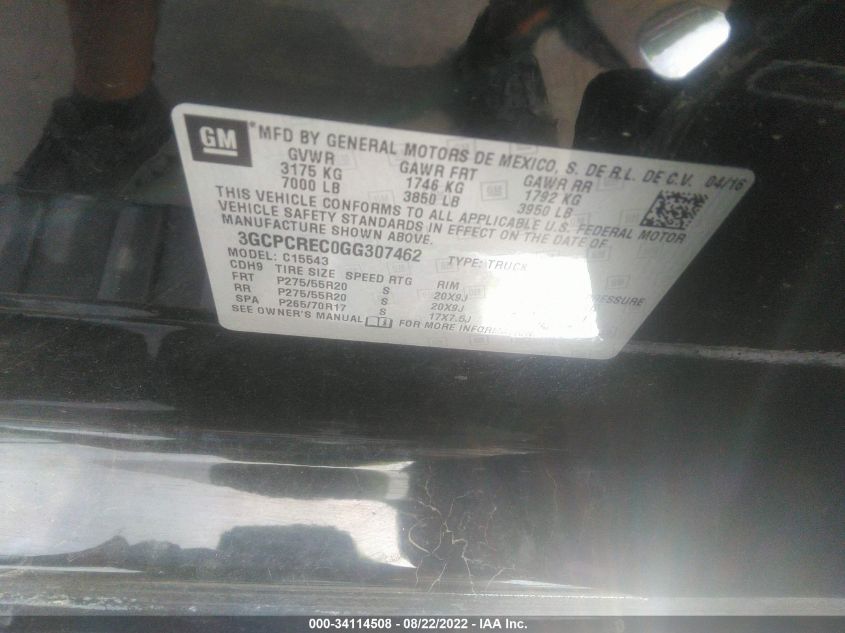 GM
*MFD BY GENERAL MOTORS DE MEXICO, S. DE R.L. DE C.V. 04/16
GVWR GAWR FRT GAWR RR
3175 KG 1746 KG 1792 KG
7000 LB 3850 LB 3950 LB
THIS VEHICLE CONFORMS TO ALL APPLICABLE U.S. FEDERAL MOTOR
VEHICLE SAFETY STANDARDS IN EFFECT ON THE DATE OF
MANUFACTURE SHOWN ABOVE.
3GCPCREC0GG307462 TYPE: TRUCK
MODEL: C15543
CDH9 TIRE SIZE SPEED RTG RIM PRESSURE
FRT P275/55R20 S 20X9J
RR P275/55R20 S 20X9J
SPA P265/70R17 S 17X7.5J
SEE OWNER'S MANUAL FOR MORE INFORMATION
000-34114508 - 08/22/2022 - IAA Inc.